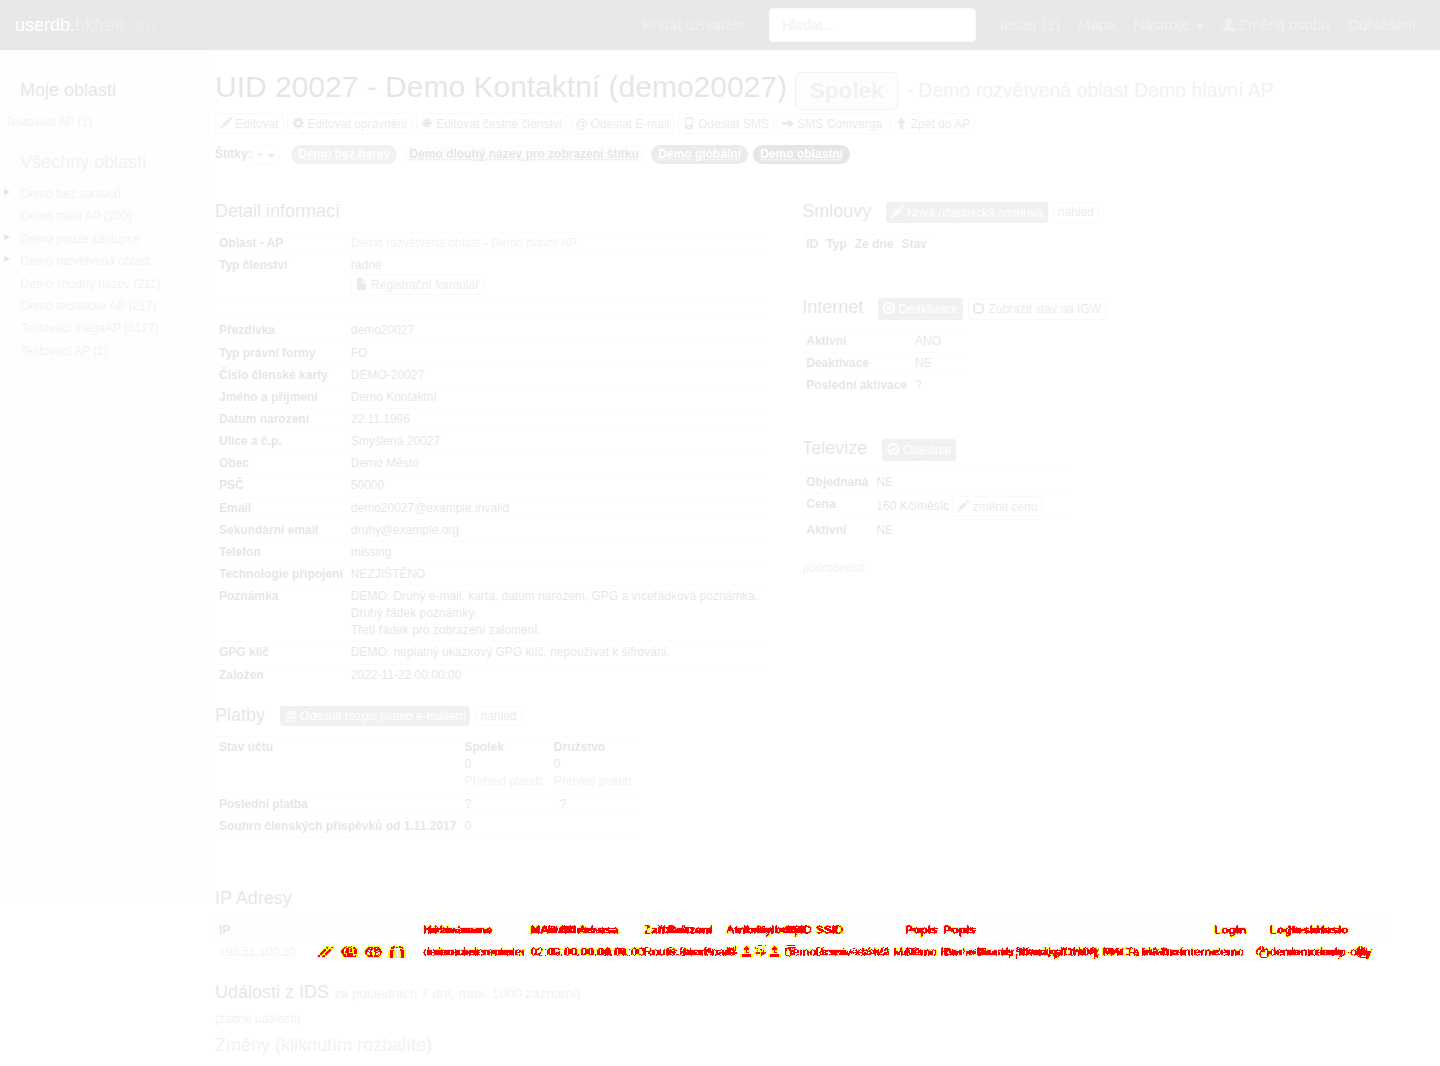 userdb.hkfree.org Přidat uživatele Hledat... tester (1) Mapa Nástroje Změnit osobu Odhlášení
Moje oblasti
Testovací AP (1)
Všechny oblasti
Demo bez správců
Demo malé AP (200)
Demo pouze zástupce
Demo rozvětvená oblast
Demo shodný název (211)
Demo technické AP (217)
Testovací megaAP (8127)
Testovací AP (1)
UID 20027 - Demo Kontaktní (demo20027) Spolek - Demo rozvětvená oblast Demo hlavní AP
Editovat Editovat oprávnění Editovat čestné členství @ Odeslat E-mail Odeslat SMS SMS Comverga Zpět do AP
Štítky: + Demo bez barev Demo dlouhý název pro zobrazení štítku Demo globální Demo oblastní
Detail informací
Oblast - AP Demo rozvětvená oblast - Demo hlavní AP
Typ členství řádné
Registrační formulář
Přezdívka demo20027
Typ právní formy FO
Číslo členské karty DEMO-20027
Jméno a příjmení Demo Kontaktní
Datum narození 22.11.1996
Ulice a č.p. Smyšlená 20027
Obec Demo Město
PSČ 50000
Email demo20027@example.invalid
Sekundární email druhy@example.org
Telefon missing
Technologie připojení NEZJIŠTĚNO
Poznámka DEMO: Druhý e-mail, karta, datum narození, GPG a víceřádková poznámka.
Druhý řádek poznámky.
Třetí řádek pro zobrazení zalomení.
GPG klíč DEMO: neplatný ukázkový GPG klíč, nepoužívat k šifrování.
Založen 2022-11-22 00:00:00
Smlouvy Nová účastnická smlouva náhled
ID Typ Ze dne Stav
Internet Deaktivace Zobrazit stav na IGW
Aktivní ANO
Deaktivace NE
Poslední aktivace ?
Televize Objednat
Objednaná NE
Cena 160 Kč/měsíc změnit cenu
Aktivní NE
podrobnosti
Platby @ Odeslat rozpis plateb e-mailem náhled
Stav účtu Spolek Družstvo
0 0
Přehled plateb Přehled plateb
Poslední platba ? ?
Souhrn členských příspěvků od 1.11.2017 0
IP Adresy
IP SSID Popis Popis Login
198.51.100.20
Události z IDS za posledních 7 dní, max. 1000 záznamů
(žádné události)
Změny (kliknutím rozbalíte)